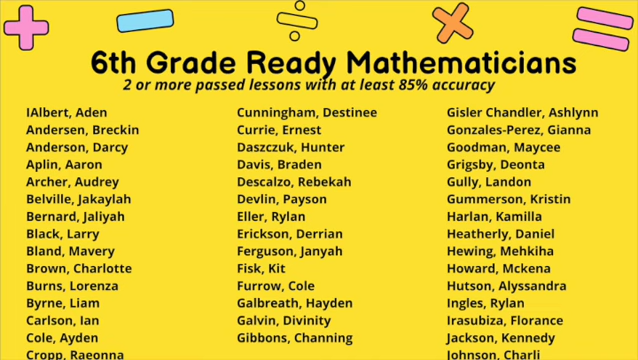 6th Grade Ready Mathematicians
2 or more passed lessons with at least 85% accuracy
IAlbert, Aden
Andersen, Breckin
Anderson, Darcy
Aplin, Aaron
Archer, Audrey
Belville, Jakaylah
Bernard, Jaliyah
Black, Larry
Bland, Mavery
Brown, Charlotte
Burns, Lorenza
Byrne, Liam
Carlson, Ian
Cole, Ayden
Cropp, Raeonna
Cunningham, Destinee
Currie, Ernest
Daszczuk, Hunter
Davis, Braden
Descalzo, Rebekah
Devlin, Payson
Eller, Rylan
Erickson, Derrian
Ferguson, Janyah
Fisk, Kit
Furrow, Cole
Galbreath, Hayden
Galvin, Divinity
Gibbons, Channing
Gisler Chandler, Ashlynn
Gonzales-Perez, Gianna
Goodman, Maycee
Grigsby, Deonta
Gully, Landon
Gummerson, Kristin
Harlan, Kamilla
Heatherly, Daniel
Hewing, Mehkiha
Howard, Mckena
Hutson, Alyssandra
Ingles, Rylan
Irasubiza, Florance
Jackson, Kennedy
Johnson, Charli